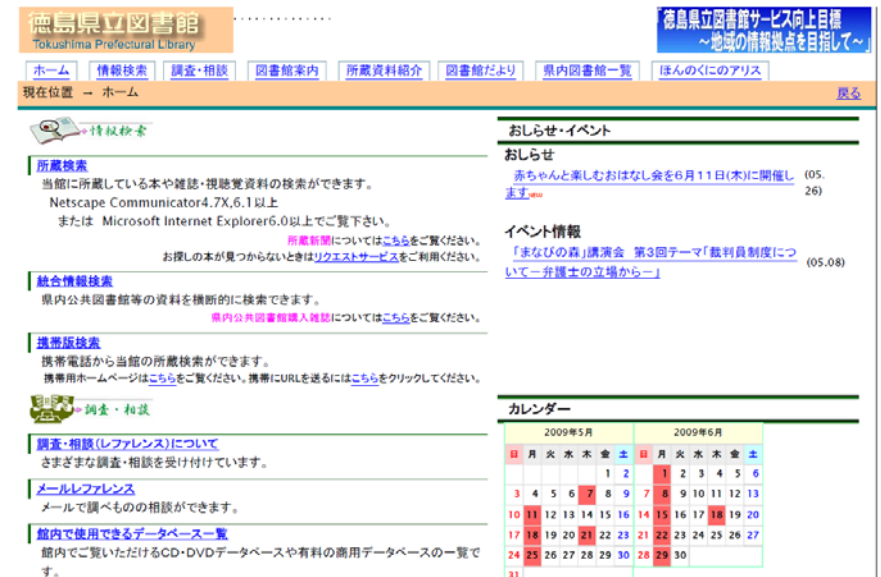 徳島県立図書館
Tokushima Prefectural Library
「徳島県立図書館サービス向上目標
～地域の情報拠点を目指して～」
ホーム 情報検索 調査・相談 図書館案内 所蔵資料紹介 図書館だより 県内図書館一覧 ほんのくにのアリス
現在位置 → ホーム 戻る
情報検索
所蔵検索
当館に所蔵している本や雑誌・視聴覚資料の検索ができます。
Netscape Communicator4.7X,6.1以上
または Microsoft Internet Explorer6.0以上でご覧下さい。
所蔵新聞についてはこちらをご覧ください。
お探しの本が見つからないときはリクエストサービスをご利用ください。
統合情報検索
県内公共図書館等の資料を横断的に検索できます。
県内公共図書館購入雑誌についてはこちらをご覧ください。
携帯版検索
携帯電話から当館の所蔵検索ができます。
携帯用ホームページはこちらをご覧ください。携帯にURLを送るにはこちらをクリックしてください。
調査・相談
調査・相談(レファレンス)について
さまざまな調査・相談を受け付けています。
メールレファレンス
メールで調べものの相談ができます。
館内で使用できるデータベース一覧
館内でご覧いただけるCD・DVDデータベースや有料の商用データベースの一覧で
す。
おしらせ・イベント
おしらせ
赤ちゃんと楽しむおはなし会を6月11日(木)に開催し (05.
ます NEW 26)
イベント情報
「まなびの森」講演会 第3回テーマ「裁判員制度につ
いて－弁護士の立場から－」 (05.08)
カレンダー
2009年5月 2009年6月
日 月 火 水 木 金 土 日 月 火 水 木 金 土
1 2 1 2 3 4 5 6
3 4 5 6 7 8 9 7 8 9 10 11 12 13
10 11 12 13 14 15 16 14 15 16 17 18 19 20
17 18 19 20 21 22 23 21 22 23 24 25 26 27
24 25 26 27 28 29 30 28 29 30
31